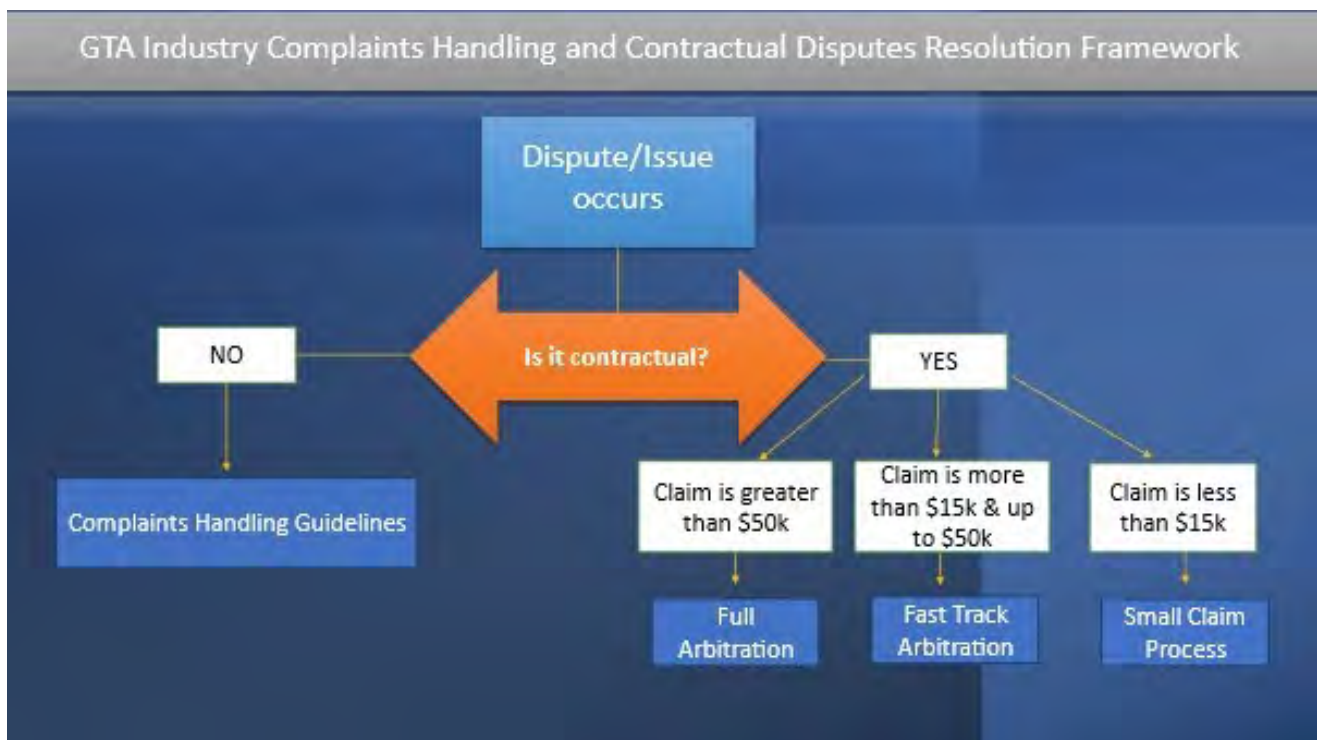 GTA Industry Complaints Handling and Contractual Disputes Resolution Framework
Dispute/Issue
occurs
Is it contractual?
NO
YES
Complaints Handling Guidelines
Claim is greater
than $50k
Claim is more
than $15k & up
to $50k
Claim is less
than $15k
Full
Arbitration
Fast Track
Arbitration
Small Claim
Process